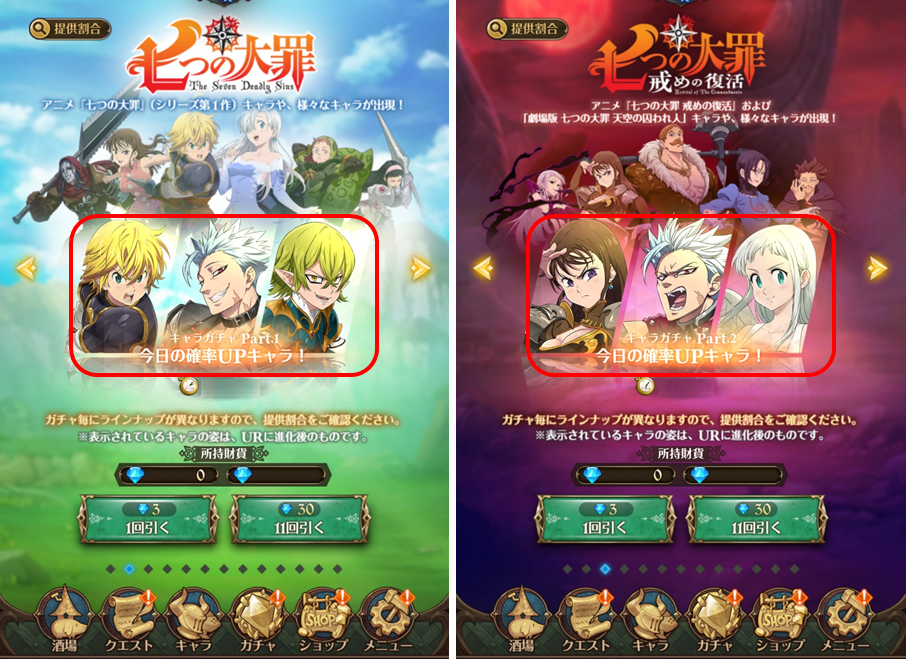 提供割合
七つの大罪
The Seven Deadly Sins
アニメ『七つの大罪』(シリーズ第1作)キャラや、様々なキャラが出現！
キャラガチャ Part.1
今日の確率UPキャラ！
ガチャ毎にラインナップが異なりますので、提供割合をご確認ください。
※表示されているキャラの姿は、URに進化後のものです。
所持財貨
0
3
1回引く
30
11回引く
酒場
クエスト
キャラ
ガチャ
SHOP
ショップ
メニュー
提供割合
七つの大罪
戒めの復活
Revival of The Commandments
アニメ『七つの大罪 戒めの復活』および
『劇場版 七つの大罪 天空の囚われ人』キャラや、様々なキャラが出現！
キャラガチャ Part.2
今日の確率UPキャラ！
ガチャ毎にラインナップが異なりますので、提供割合をご確認ください。
※表示されているキャラの姿は、URに進化後のものです。
所持財貨
0
3
1回引く
30
11回引く
酒場
クエスト
キャラ
ガチャ
SHOP
ショップ
メニュー